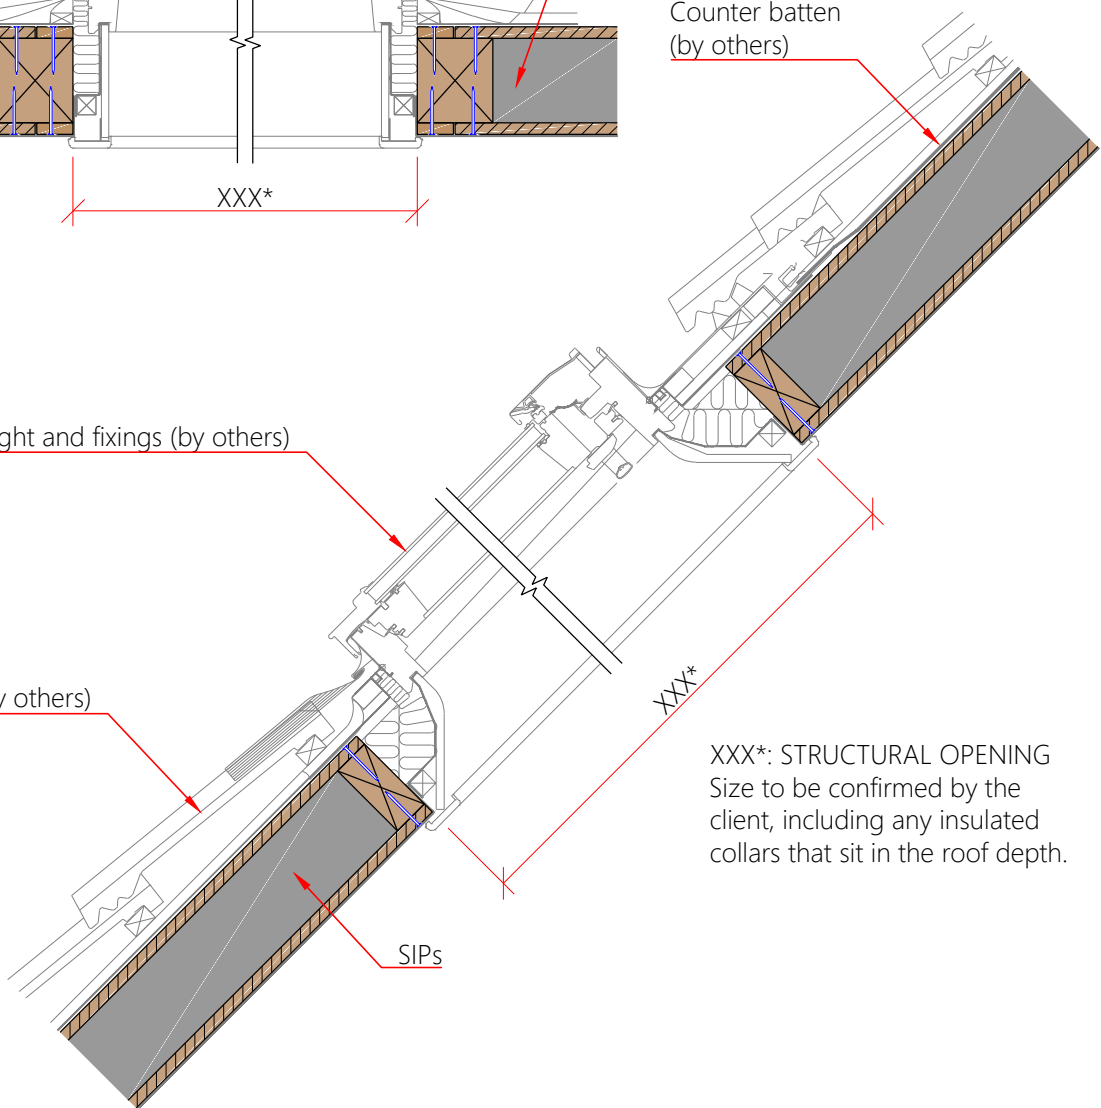 Counter batten
(by others)
XXX*
ght and fixings (by others)
XXX*
y others)
XXX*: STRUCTURAL OPENING
Size to be confirmed by the
client, including any insulated
collars that sit in the roof depth.
SIPs